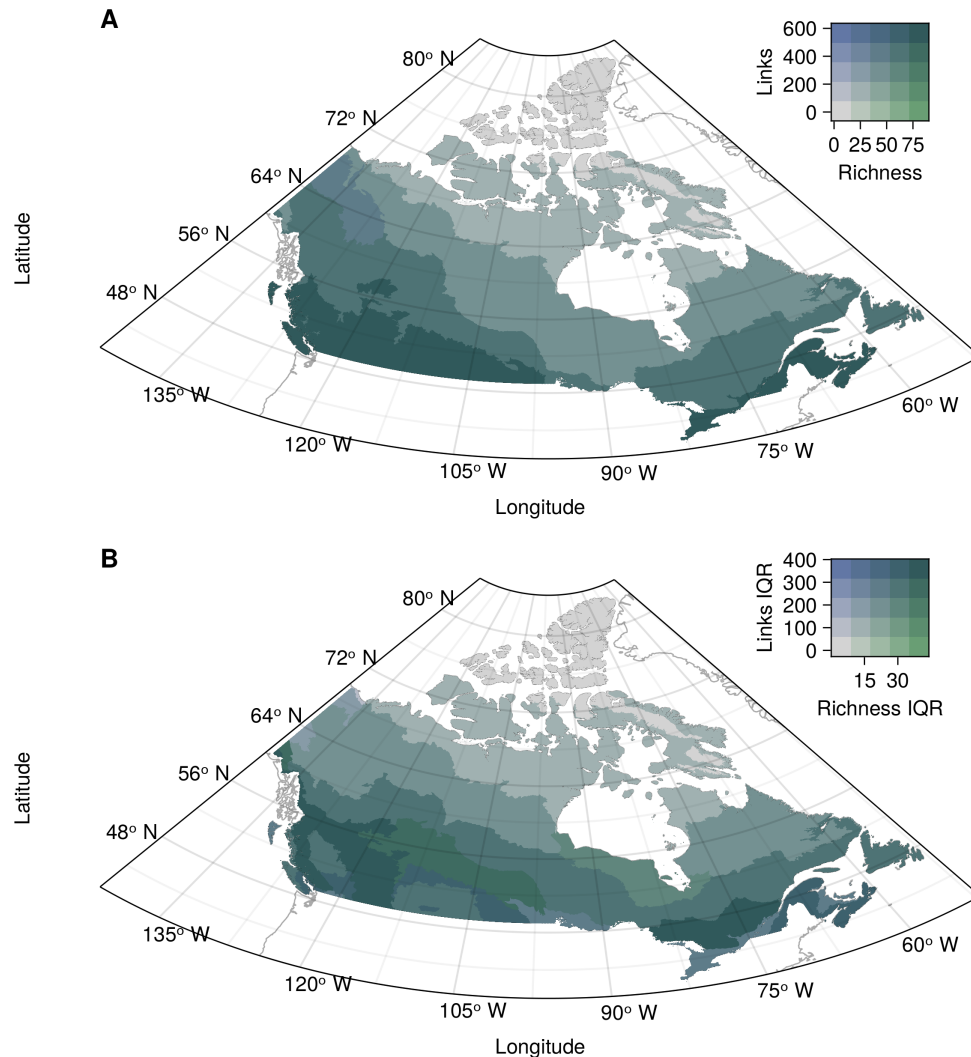 A
80° N
72° N
64° N
56° N
48° N
Latitude
135° W
120° W
105° W
90° W
75° W
60° W
Longitude
Links
600
400
200
0
0 25 50 75
Richness
B
80° N
72° N
64° N
56° N
48° N
Latitude
135° W
120° W
105° W
90° W
75° W
60° W
Longitude
Links IQR
400
300
200
100
0
15 30
Richness IQR